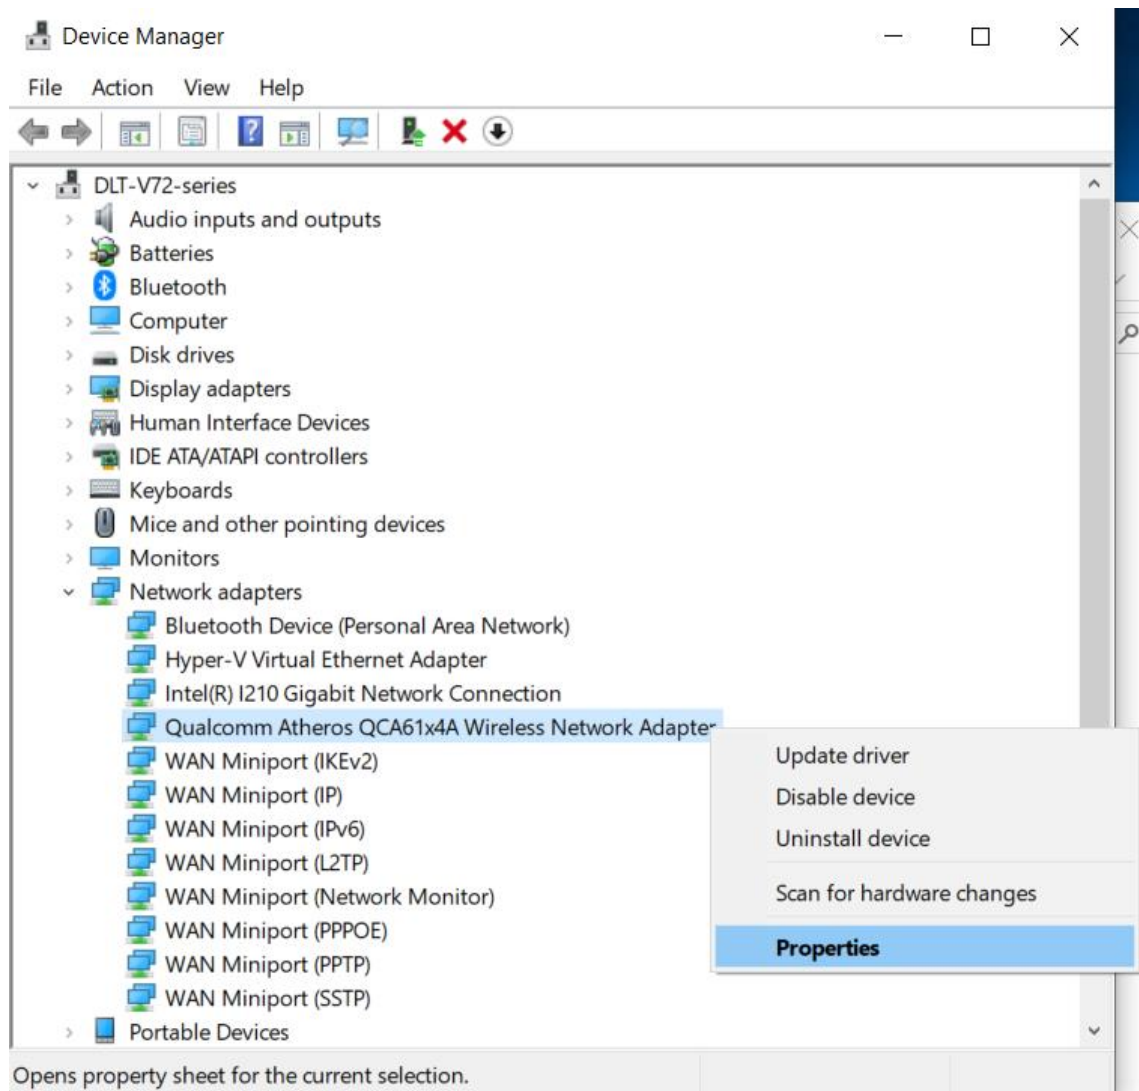 Device Manager
File Action View Help
DLT-V72-series
Audio inputs and outputs
Batteries
Bluetooth
Computer
Disk drives
Display adapters
Human Interface Devices
IDE ATA/ATAPI controllers
Keyboards
Mice and other pointing devices
Monitors
Network adapters
Bluetooth Device (Personal Area Network)
Hyper-V Virtual Ethernet Adapter
Intel(R) I210 Gigabit Network Connection
Qualcomm Atheros QCA61x4A Wireless Network Adapter
WAN Miniport (IKEv2)
WAN Miniport (IP)
WAN Miniport (IPv6)
WAN Miniport (L2TP)
WAN Miniport (Network Monitor)
WAN Miniport (PPPOE)
WAN Miniport (PPTP)
WAN Miniport (SSTP)
Portable Devices
Update driver
Disable device
Uninstall device
Scan for hardware changes
Properties
Opens property sheet for the current selection.